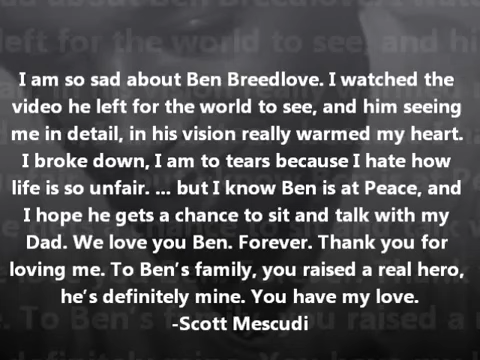 I am so sad about Ben Breedlove. I watched the
video he left for the world to see, and him seeing
me in detail, in his vision really warmed my heart.
I broke down, I am to tears because I hate how
life is so unfair. ... but I know Ben is at Peace, and
I hope he gets a chance to sit and talk with my
Dad. We love you Ben. Forever. Thank you for
loving me. To Ben's family, you raised a real hero,
he's definitely mine. You have my love.
-Scott Mescudi